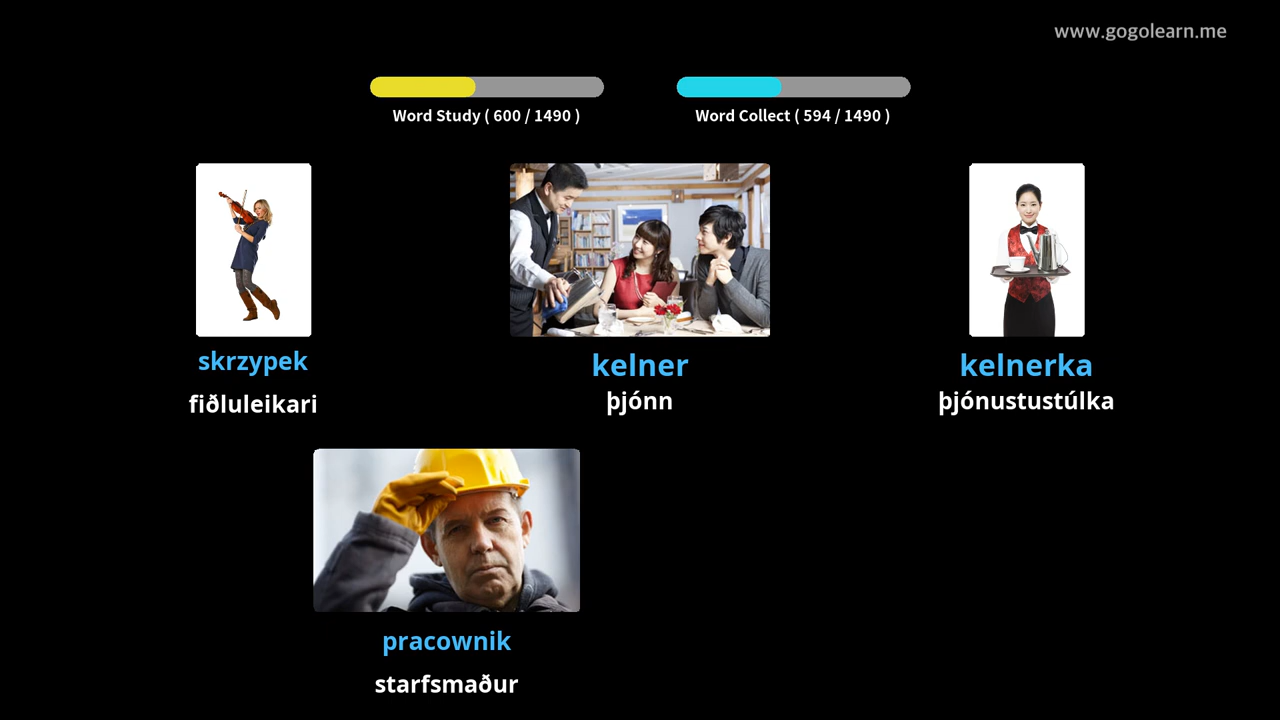 www.gogolearn.me
Word Study ( 600 / 1490 )
Word Collect ( 594 / 1490 )
skrzypek
fiðluleikari
kelner
þjónn
kelnerka
þjónustustúlka
pracownik
starfsmaður